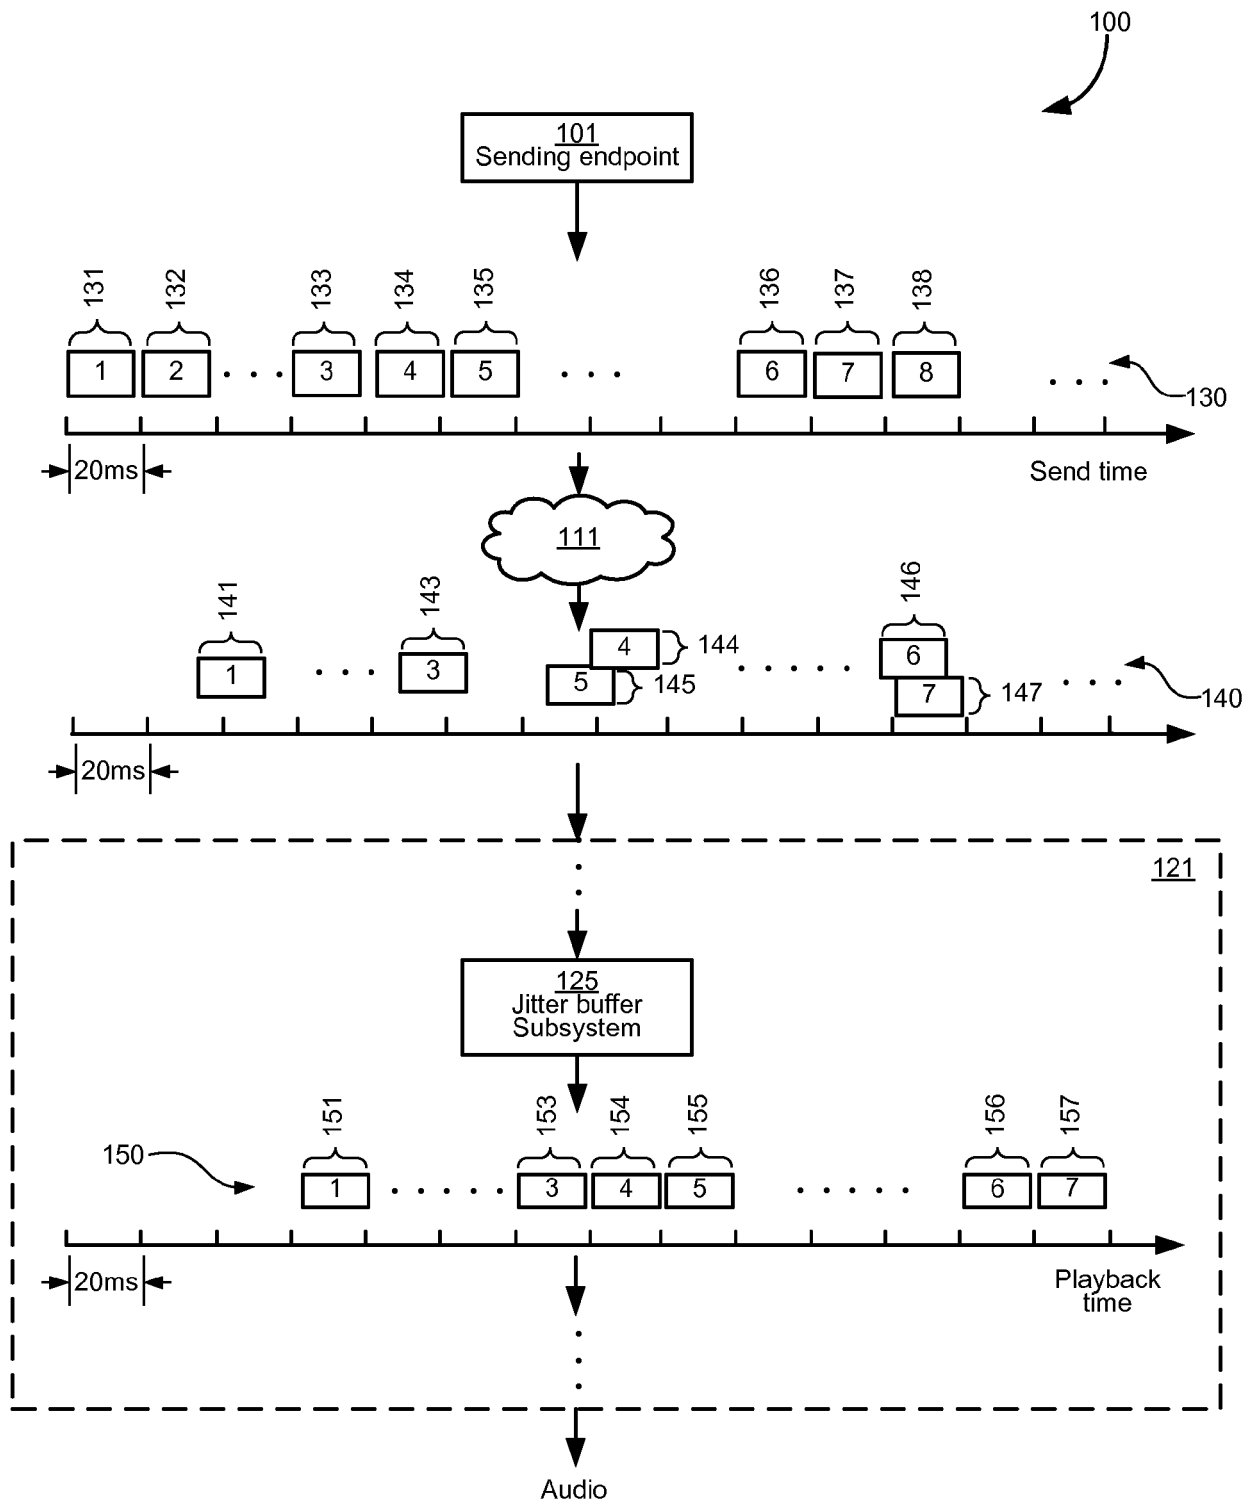 100
101
Sending endpoint
131 132 133 134 135 136 137 138
1 2 3 4 5 6 7 8
130
20ms
Send time
111
141 143 146
4 144
1 3 6
5 145
7 147
140
20ms
121
125
Jitter buffer
Subsystem
151 153 154 155 156 157
150
1 3 4 5 6 7
20ms
Playback
time
Audio